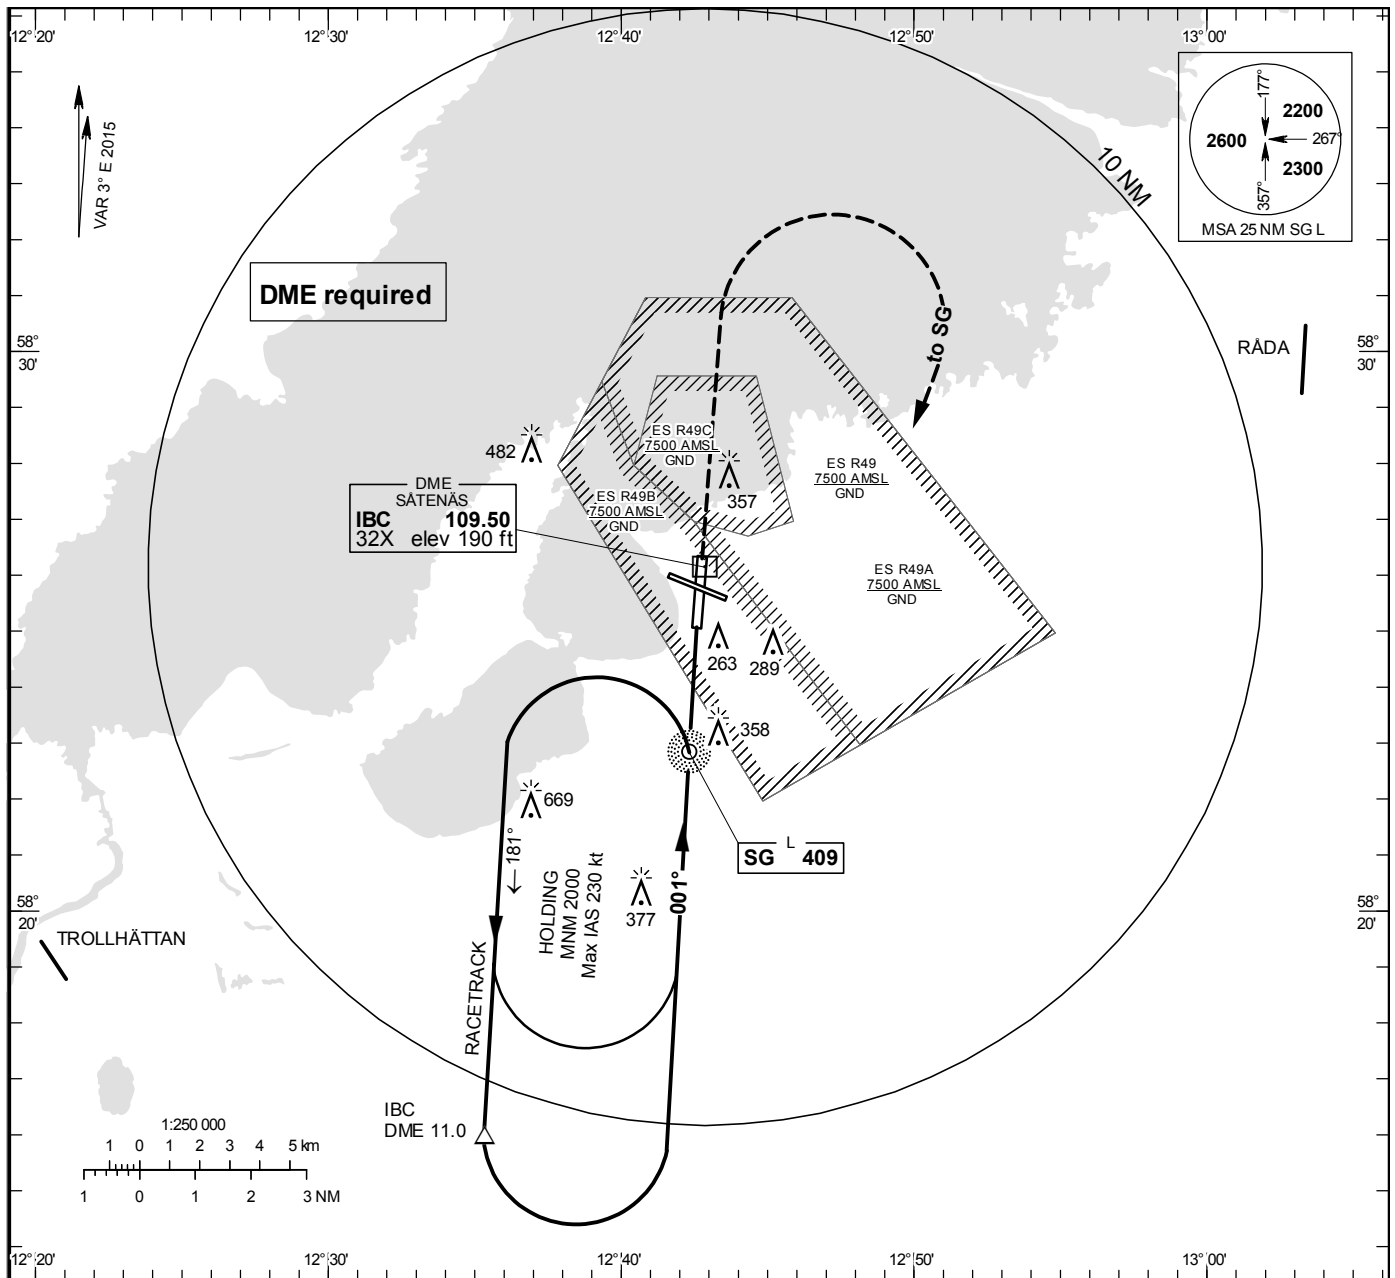 12° 20'
12° 30'
12° 40'
12° 50'
13° 00'
VAR 3° E 2015
10 NM
177°
2200
2600
267°
2300
357°
MSA 25 NM SG L
DME required
to SG
58°
30'
RÅDA
58°
30'
482
ES R49C
7500 AMSL
GND
357
ES R49
7500 AMSL
GND
DME
SÅTENÄS
IBC 109.50
32X elev 190 ft
ES R49B
7500 AMSL
GND
ES R49A
7500 AMSL
GND
263
289
358
669
181°
HOLDING
MNM 2000
Max IAS 230 kt
377
001°
L
SG 409
58°
20'
58°
20'
TROLLHÄTTAN
RACETRACK
IBC
DME 11.0
1:250 000
1 0 1 2 3 4 5 km
1 0 1 2 3 NM
12° 20'
12° 30'
12° 40'
12° 50'
13° 00'